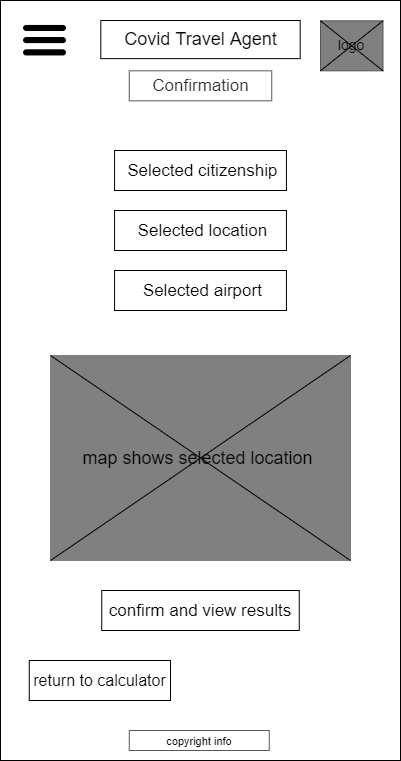 Covid Travel Agent
logo
Confirmation
Selected citizenship
Selected location
Selected airport
map shows selected location
confirm and view results
return to calculator
copyright info